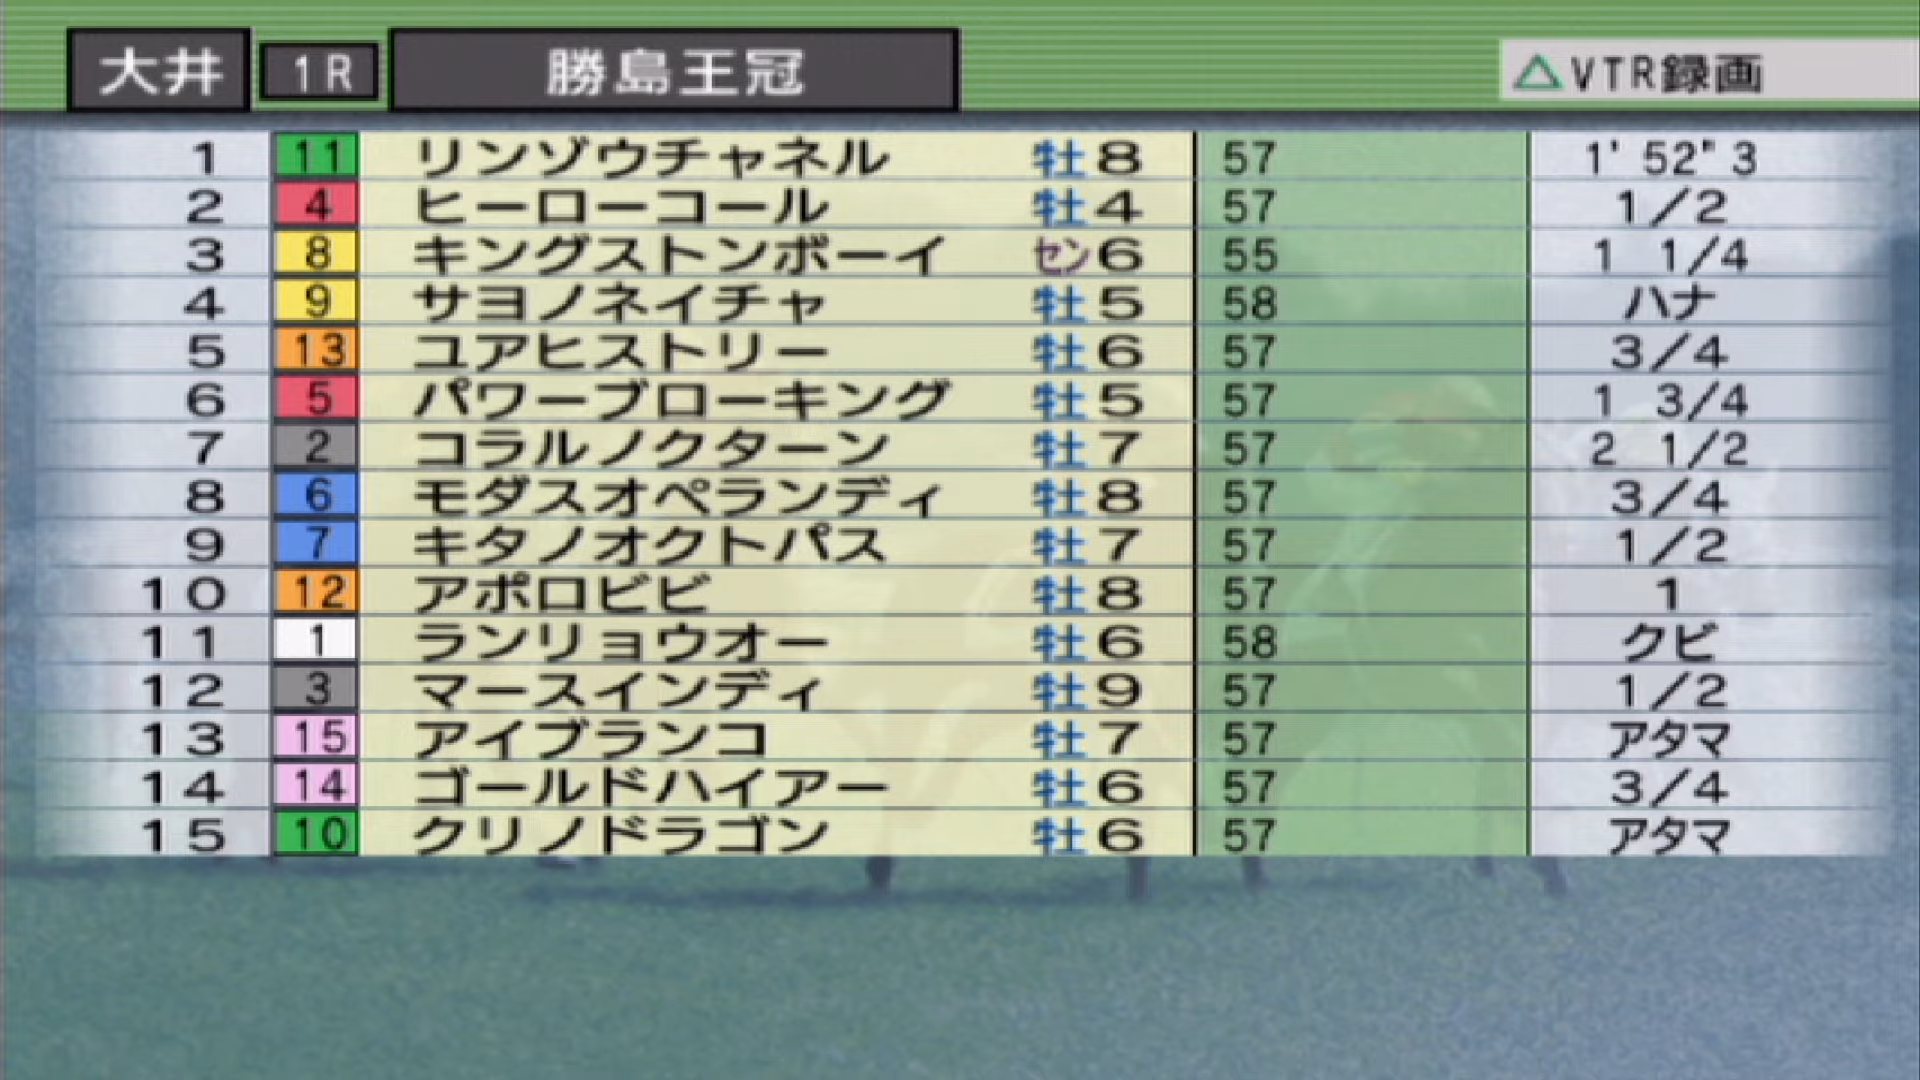 大井 1R 勝島王冠 △VTR録画
1 11 リンゾウチャネル 牡8 57 1'52"3
2 4 ヒーローコール 牡4 57 1/2
3 8 キングストンボーイ セン6 55 1 1/4
4 9 サヨノネイチャ 牡5 58 ハナ
5 13 ユアヒストリー 牡6 57 3/4
6 5 パワーブローキング 牡5 57 1 3/4
7 2 コラルノクターン 牡7 57 2 1/2
8 6 モダスオペランディ 牡8 57 3/4
9 7 キタノオクトパス 牡7 57 1/2
10 12 アポロビビ 牡8 57 1
11 1 ランリョウオー 牡6 58 クビ
12 3 マースインディ 牡9 57 1/2
13 15 アイブランコ 牡7 57 アタマ
14 14 ゴールドハイアー 牡6 57 3/4
15 10 クリノドラゴン 牡6 57 アタマ